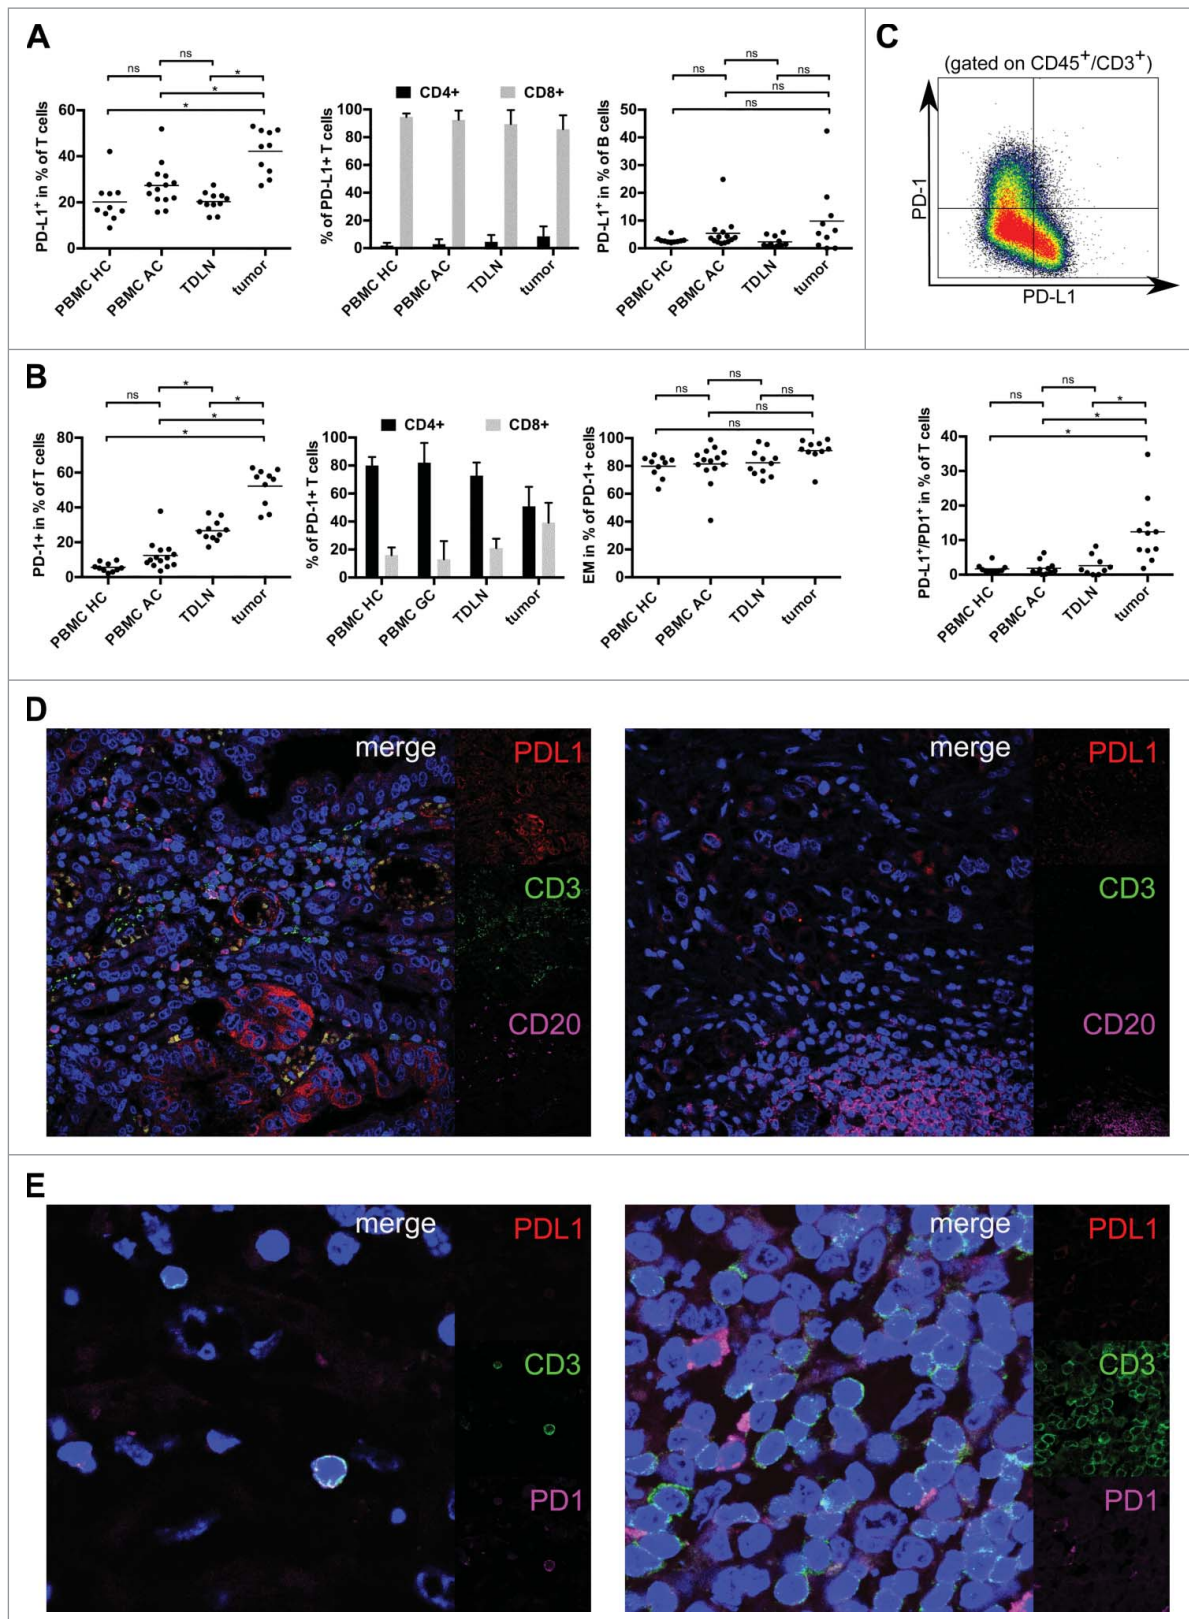 A
C
ns
ns
*
*
*
PD-L1⁺ in % of T cells
60
40
20
0
PBMC HC
PBMC AC
TDLN
tumor
CD4+
CD8+
% of PD-L1+ T cells
100
80
60
40
20
0
PBMC HC
PBMC AC
TDLN
tumor
ns
ns
ns
ns
ns
PD-L1⁺ in % of B cells
50
40
30
20
10
0
PBMC HC
PBMC AC
TDLN
tumor
(gated on CD45⁺/CD3⁺)
PD-1
PD-L1
B
*
ns
*
*
*
PD-1+ in % of T cells
80
60
40
20
0
PBMC HC
PBMC AC
TDLN
tumor
CD4+
CD8+
% of PD-1+ T cells
100
80
60
40
20
0
PBMC HC
PBMC GC
TDLN
tumor
ns
ns
ns
ns
ns
EM in % of PD-1+ cells
100
80
60
40
20
0
PBMC HC
PBMC AC
TDLN
tumor
ns
ns
*
*
*
PD-L1⁺/PD1⁺ in % of T cells
40
30
20
10
0
PBMC HC
PBMC AC
TDLN
tumor
D
merge
PDL1
CD3
CD20
merge
PDL1
CD3
CD20
E
merge
PDL1
CD3
PD1
merge
PDL1
CD3
PD1